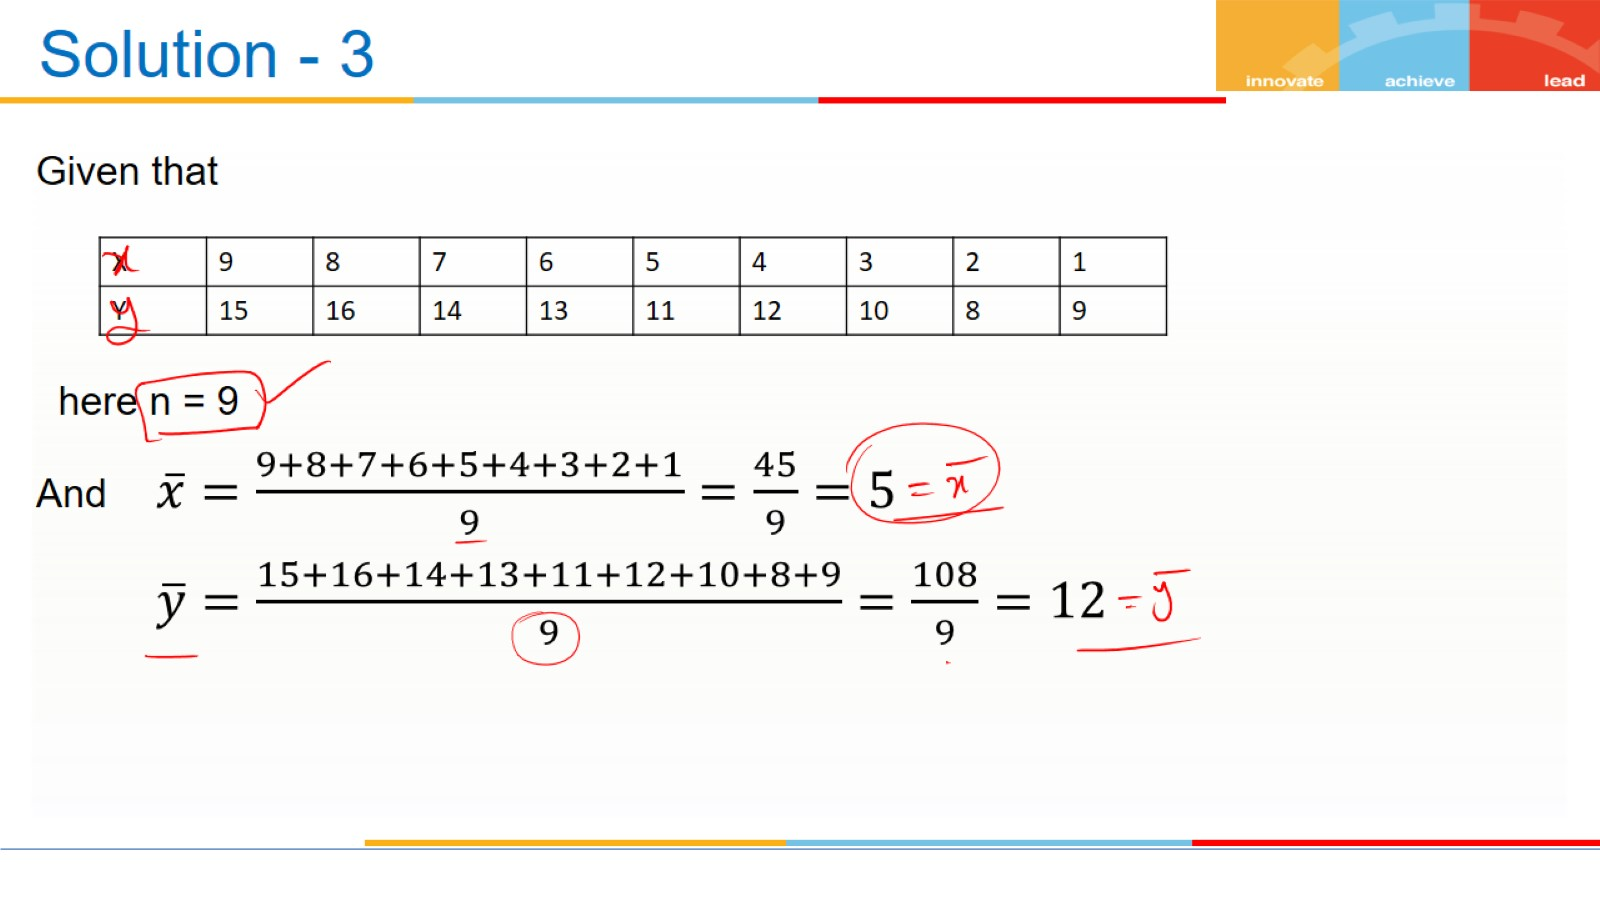 Solution - 3
innovate achieve lead
Given that
X x 9 8 7 6 5 4 3 2 1
Y y 15 16 14 13 11 12 10 8 9
here n = 9
And x̄ = (9+8+7+6+5+4+3+2+1)/9 = 45/9 = 5 = x̄
ȳ = (15+16+14+13+11+12+10+8+9)/9 = 108/9 = 12 = ȳ